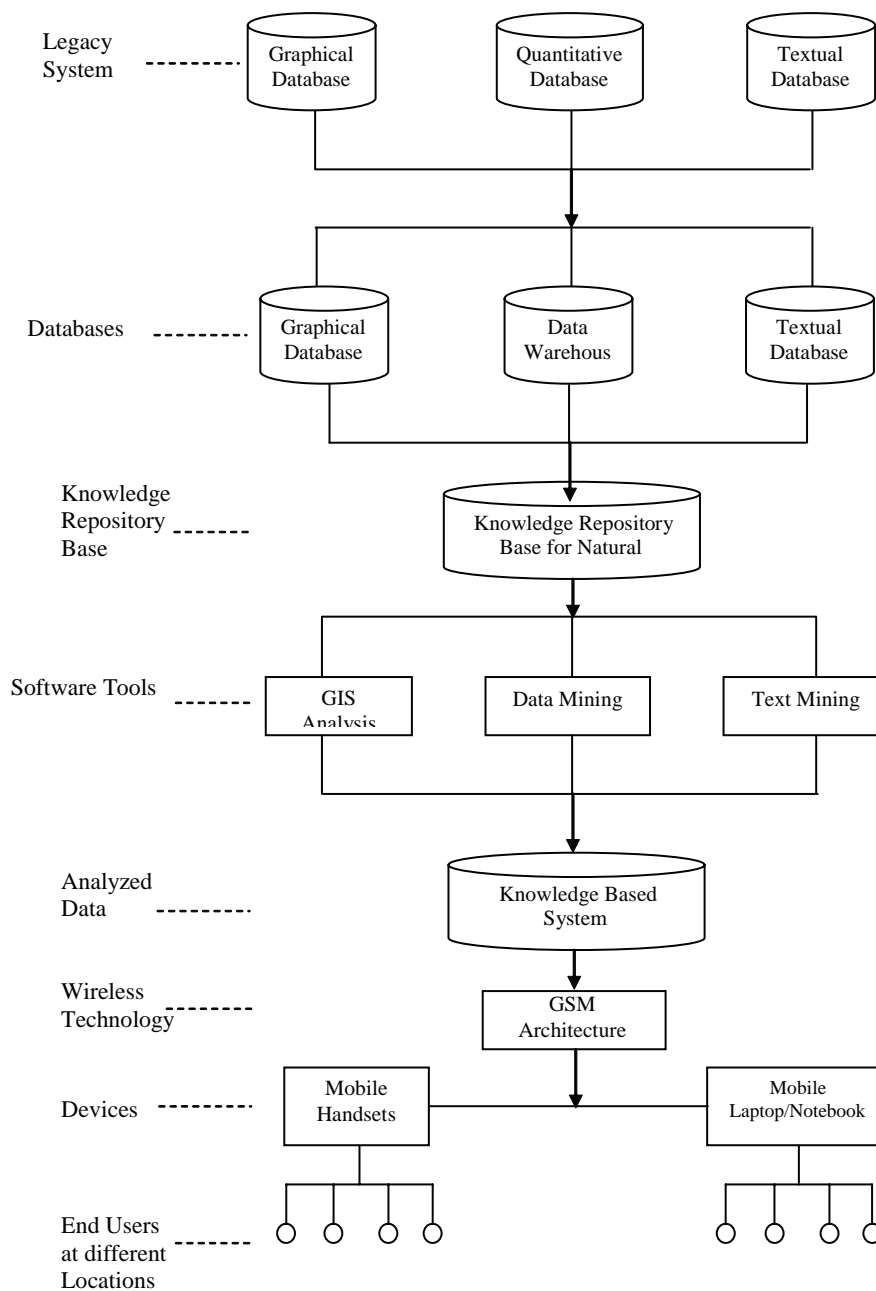 Legacy
System
Graphical
Database
Quantitative
Database
Textual
Database
Databases
Graphical
Database
Data
Warehous
Textual
Database
Knowledge
Repository
Base
Knowledge Repository
Base for Natural
Software Tools
GIS
Analysis
Data Mining
Text Mining
Analyzed
Data
Knowledge Based
System
Wireless
Technology
GSM
Architecture
Devices
Mobile
Handsets
Mobile
Laptop/Notebook
End Users
at different
Locations